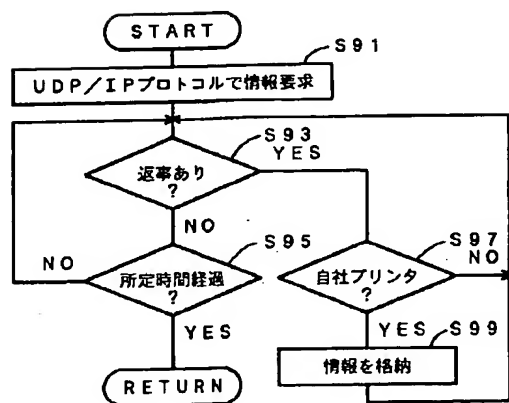 START
S91
UDP/IPプロトコルで情報要求
S93
返事あり
?
YES
NO
S95
所定時間経過
?
NO
YES
S97
自社プリンタ
?
NO
YES
S99
情報を格納
RETURN